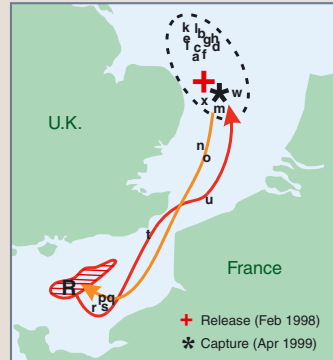 k l b
e g h
i c d
a f
w
x
m
n
o
U.K.
u
t
France
R
p q
r s
+ Release (Feb 1998)
* Capture (Apr 1999)